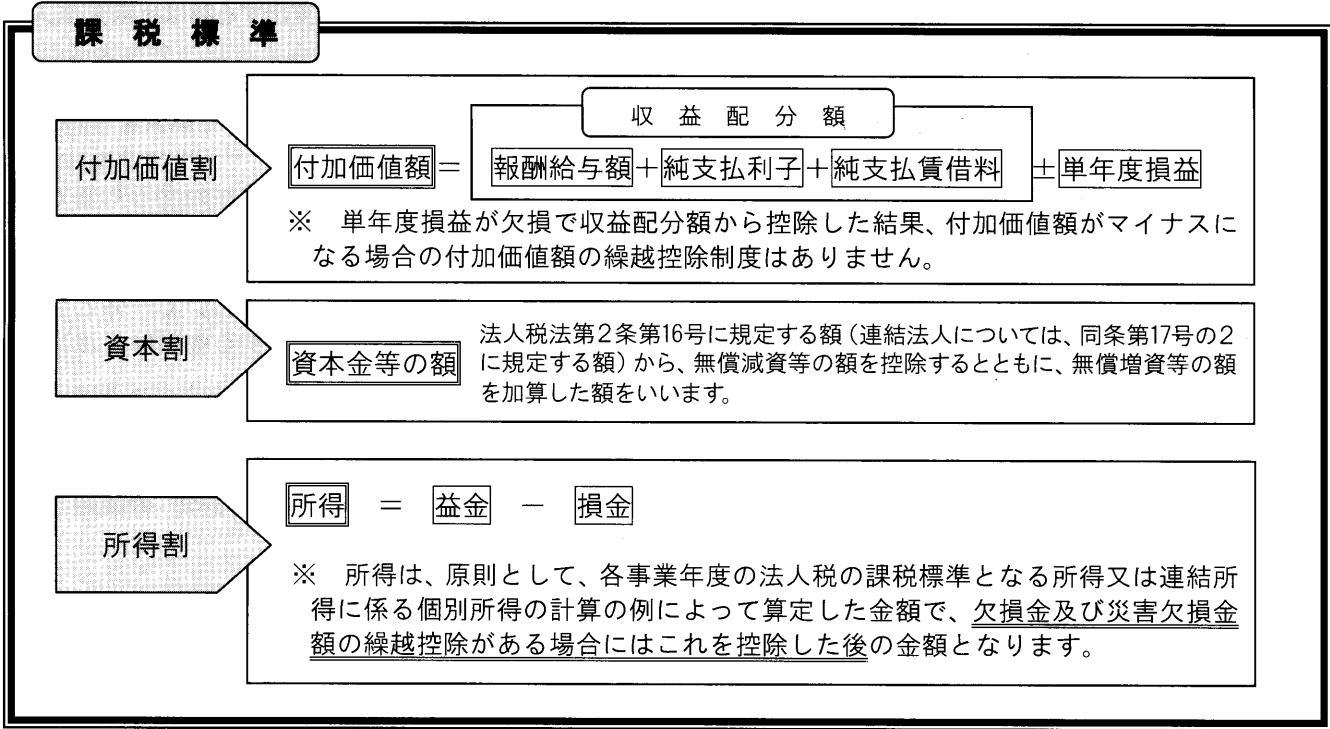 課税標準
付加価値割
収益配分額
付加価値額＝報酬給与額＋純支払利子＋純支払賃借料±単年度損益
※　単年度損益が欠損で収益配分額から控除した結果、付加価値額がマイナスに
なる場合の付加価値額の繰越控除制度はありません。
資本割
資本金等の額
法人税法第２条第16号に規定する額（連結法人については、同条第17号の２
に規定する額）から、無償減資等の額を控除するとともに、無償増資等の額
を加算した額をいいます。
所得割
所得　＝　益金　－　損金
※　所得は、原則として、各事業年度の法人税の課税標準となる所得又は連結所
得に係る個別所得の計算の例によって算定した金額で、欠損金及び災害欠損金
額の繰越控除がある場合にはこれを控除した後の金額となります。